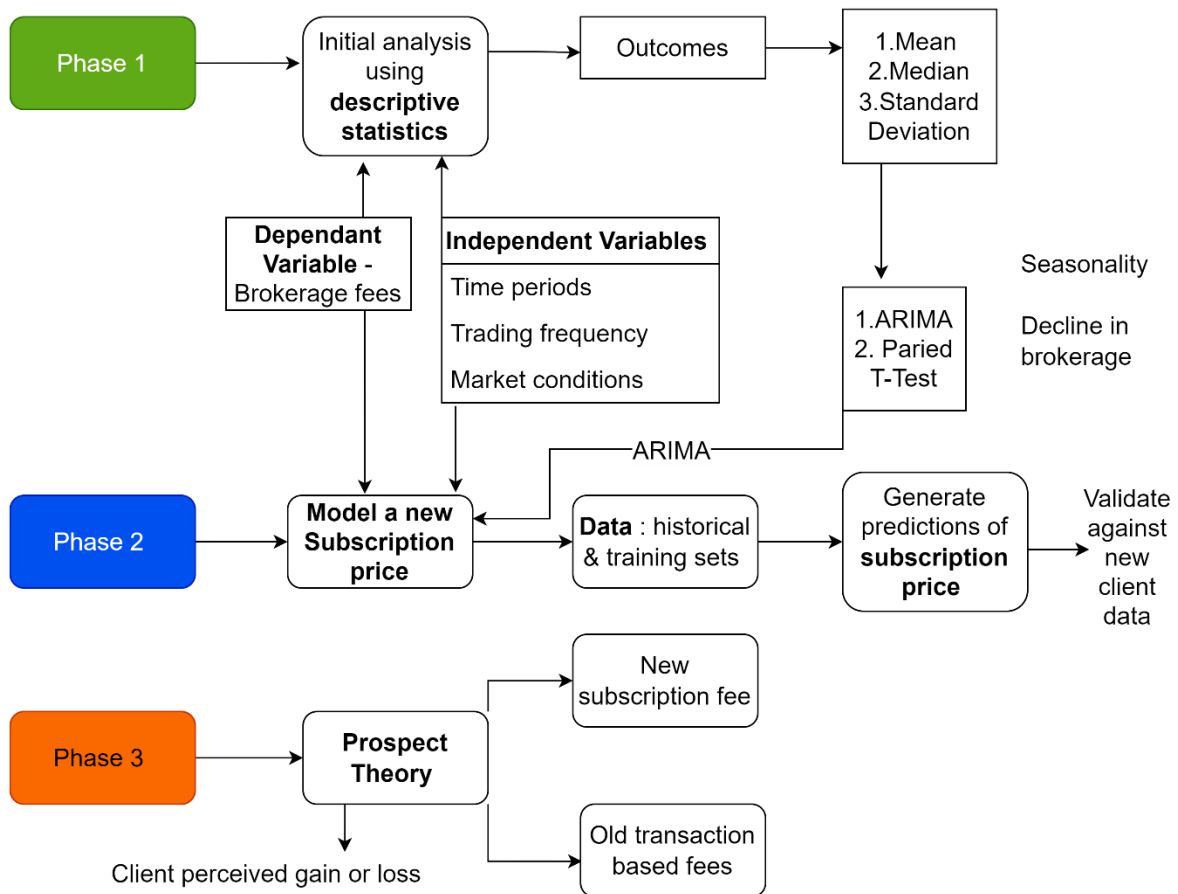 Phase 1
Initial analysis
using
descriptive
statistics
Outcomes
1.Mean
2.Median
3.Standard
Deviation
Dependant
Variable -
Brokerage fees
Independent Variables
Time periods
Trading frequency
Market conditions
1.ARIMA
2. Paried
T-Test
Seasonality
Decline in
brokerage
ARIMA
Phase 2
Model a new
Subscription
price
Data : historical
& training sets
Generate
predictions of
subscription
price
Validate
against
new
client
data
Phase 3
Prospect
Theory
New
subscription fee
Old transaction
based fees
Client perceived gain or loss